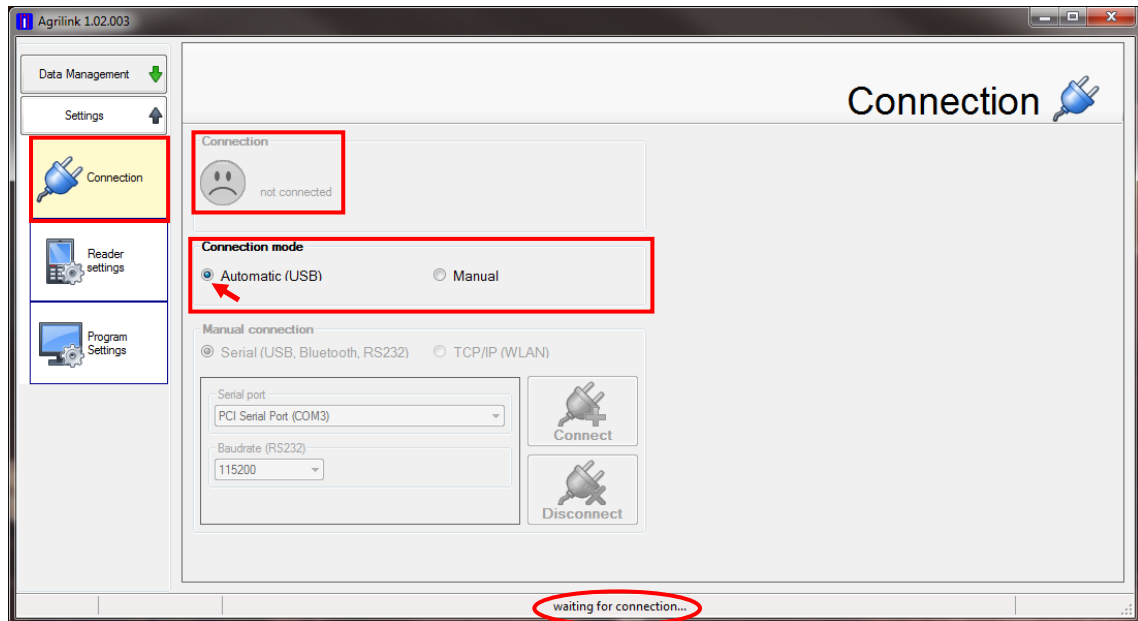 Agrilink 1.02.003
Data Management
Settings
Connection
Reader
settings
Program
Settings
Connection
Connection
not connected
Connection mode
Automatic (USB)
Manual
Manual connection
Serial (USB, Bluetooth, RS232)
TCP/IP (WLAN)
Serial port
PCI Serial Port (COM3)
Baudrate (RS232)
115200
Connect
Disconnect
waiting for connection...